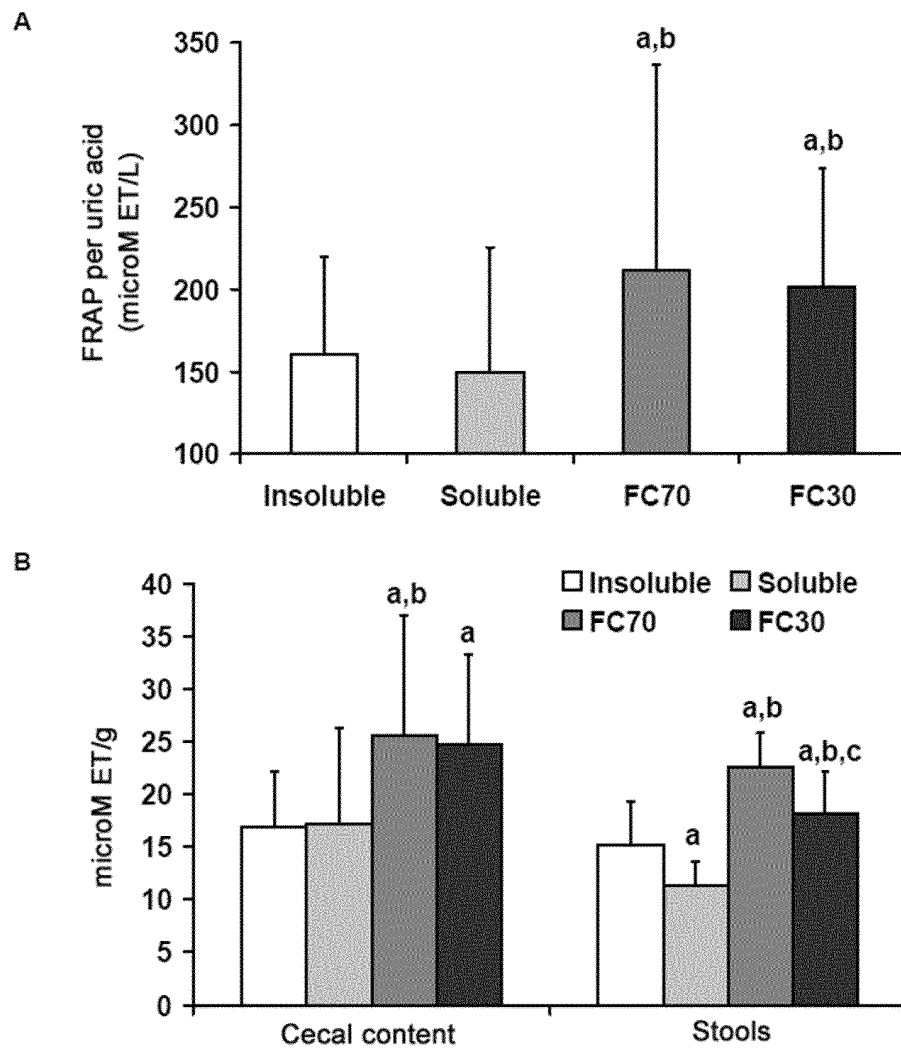 A
FRAP per uric acid
(microM ET/L)
350
300
250
200
150
100
a,b
a,b
Insoluble Soluble FC70 FC30
B
microM ET/g
40
35
30
25
20
15
10
5
0
Insoluble Soluble
FC70 FC30
a,b
a
a
a,b
a,b,c
Cecal content Stools